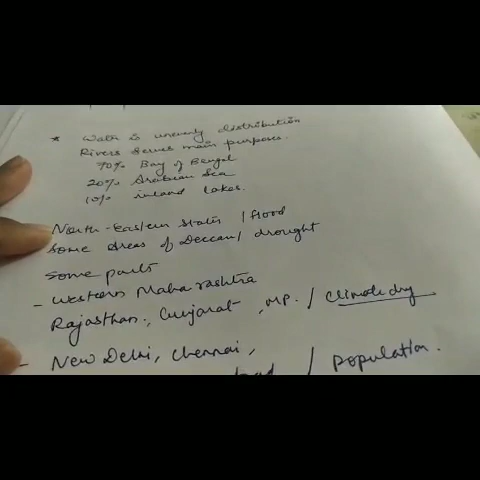 * Water is unevenly distribution
Rivers serves main purposes.
70% Bay of Bengal
20% Arabian Sea
10% inland lakes.
North-Eastern States / flood
Some Areas of Deccan / drought
Some parts
- Western Maharashtra
Rajasthan, Gujarat, MP. / Climate dry
- New Delhi, Chennai,
/ population.